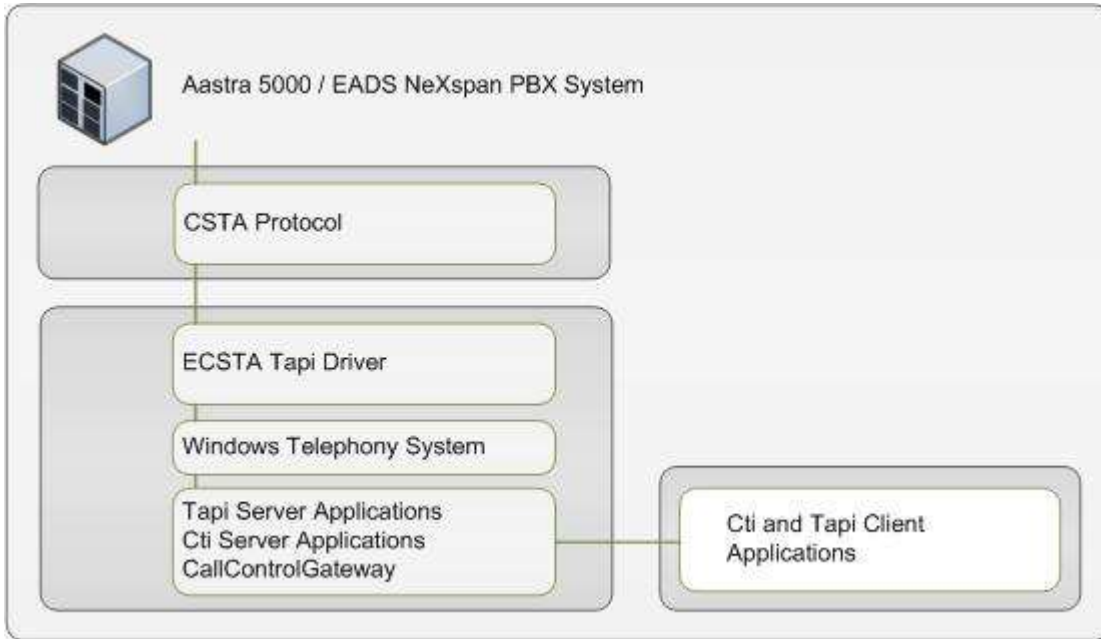 Aastra 5000 / EADS NeXspan PBX System
CSTA Protocol
ECSTA Tapi Driver
Windows Telephony System
Tapi Server Applications
Cti Server Applications
CallControlGateway
Cti and Tapi Client
Applications